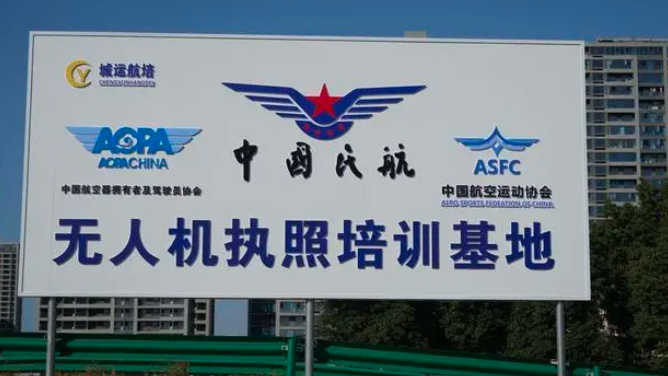 城运航培
CHENGYUNHANGPEI
AOPA
AOPA CHINA
中国航空器拥有者及驾驶员协会
中國民航
ASFC
中国航空运动协会
AERO SPORTS FEDERATION OF CHINA
无人机执照培训基地